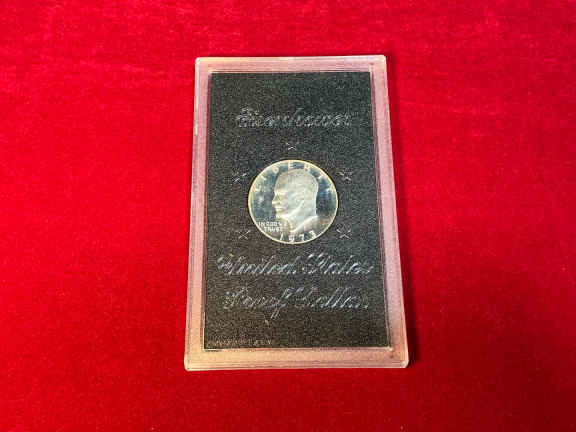 Eisenhower
LIBERTY
IN GOD WE
TRUST
1973
United States
Proof Dollar